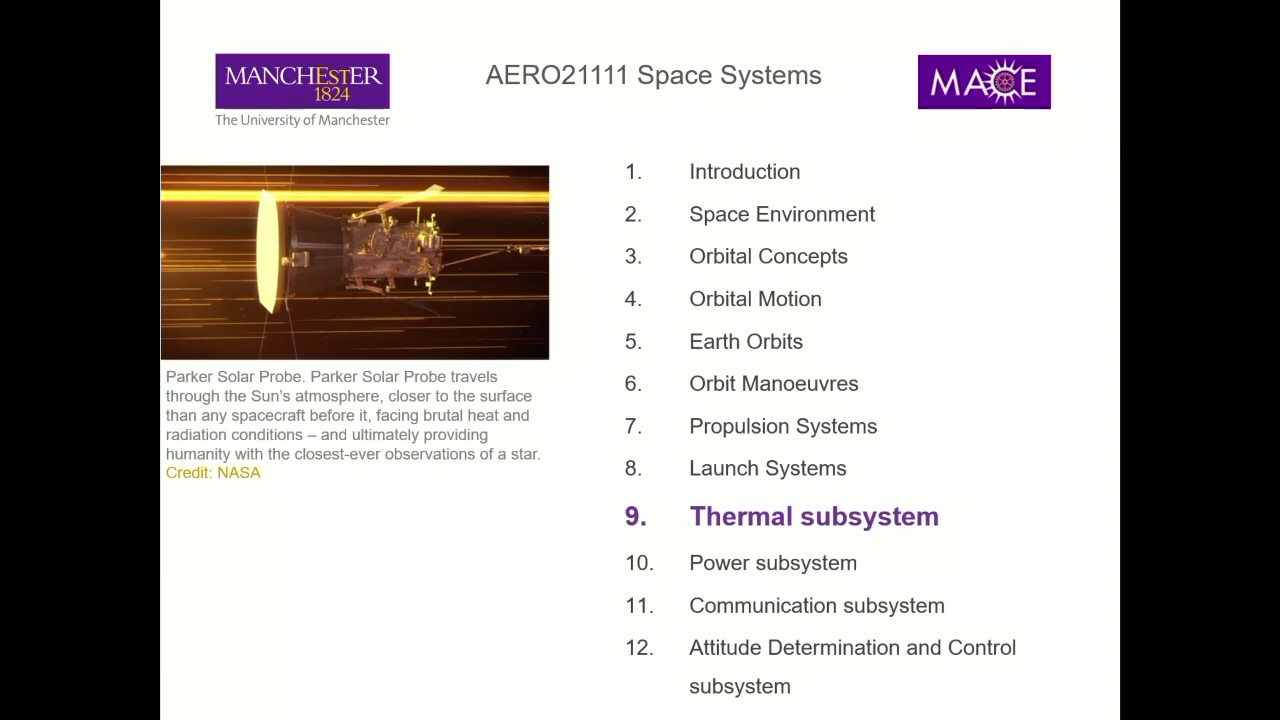 MANCHEstER
1824
The University of Manchester
AERO21111 Space Systems
MACE
Parker Solar Probe. Parker Solar Probe travels
through the Sun's atmosphere, closer to the surface
than any spacecraft before it, facing brutal heat and
radiation conditions – and ultimately providing
humanity with the closest-ever observations of a star.
Credit: NASA
1. Introduction
2. Space Environment
3. Orbital Concepts
4. Orbital Motion
5. Earth Orbits
6. Orbit Manoeuvres
7. Propulsion Systems
8. Launch Systems
9. Thermal subsystem
10. Power subsystem
11. Communication subsystem
12. Attitude Determination and Control
subsystem